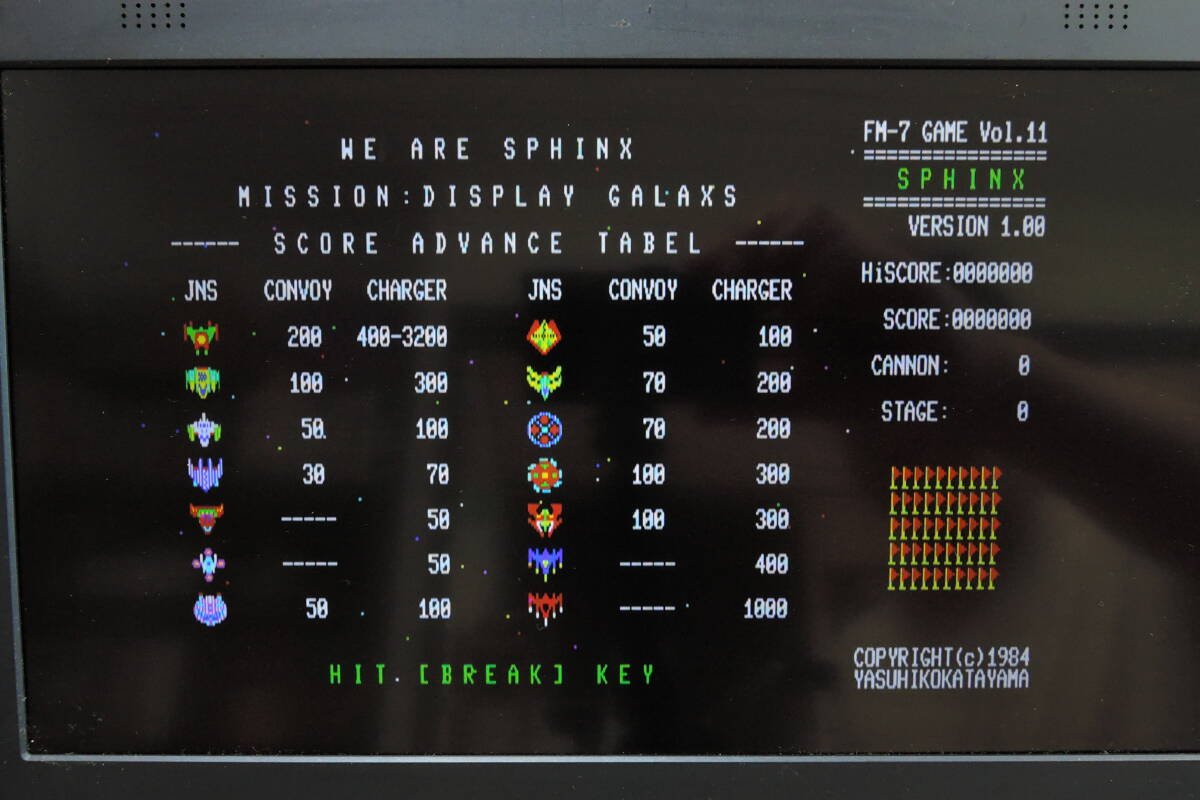 WE ARE SPHINX
MISSION:DISPLAY GALAXS
------ SCORE ADVANCE TABEL ------
JNS CONVOY CHARGER JNS CONVOY CHARGER
200 400-3200 50 100
100 300 70 200
50 100 70 200
30 70 100 300
----- 50 100 300
----- 50 ----- 400
50 100 ----- 1000
HIT [BREAK] KEY
FM-7 GAME Vol.11
================
SPHINX
================
VERSION 1.00
HiSCORE:0000000
SCORE:0000000
CANNON: 0
STAGE: 0
COPYRIGHT(c)1984
YASUHIKOKATAYAMA